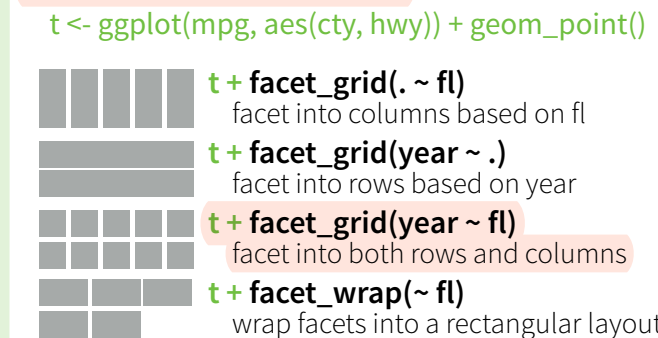 t <- ggplot(mpg, aes(cty, hwy)) + geom_point()
t + facet_grid(. ~ fl)
facet into columns based on fl
t + facet_grid(year ~ .)
facet into rows based on year
t + facet_grid(year ~ fl)
facet into both rows and columns
t + facet_wrap(~ fl)
wrap facets into a rectangular layout